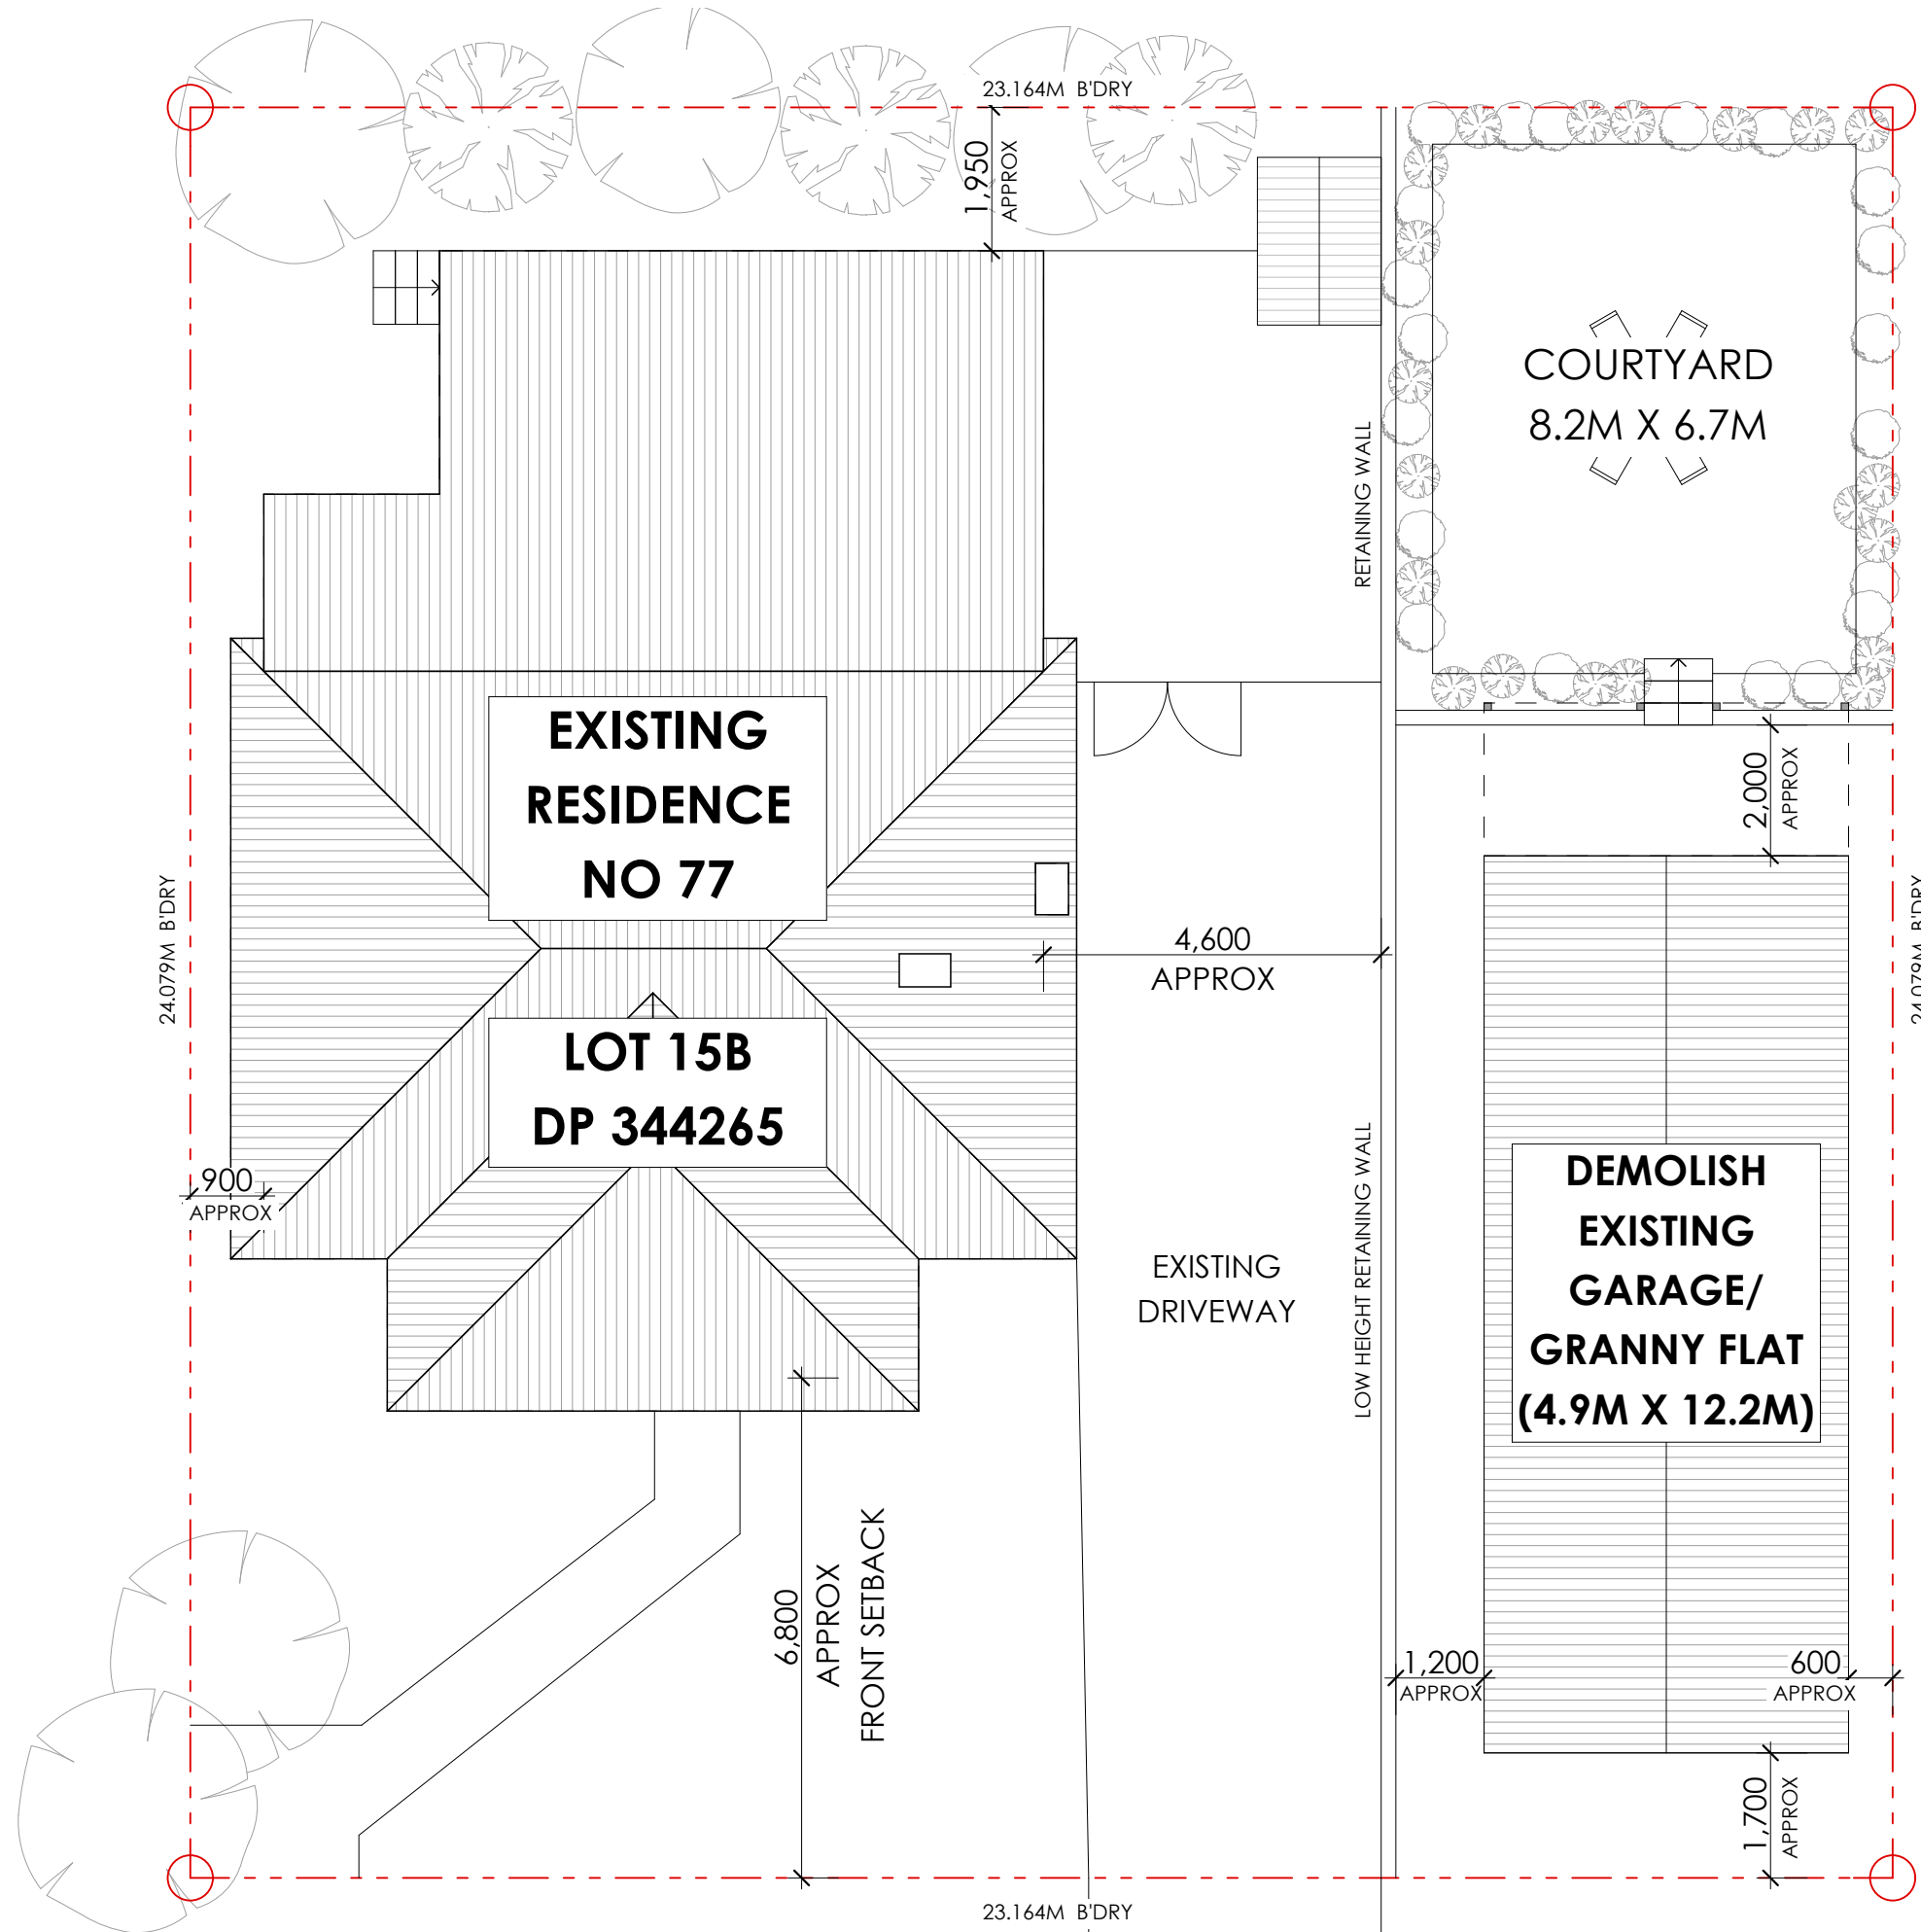 23.164M B'DRY
1,950
APPROX
COURTYARD
8.2M X 6.7M
RETAINING WALL
EXISTING
RESIDENCE
NO 77
2,000
APPROX
24.079M B'DRY
24.079M B'DRY
4,600
APPROX
LOT 15B
DP 344265
900
APPROX
LOW HEIGHT RETAINING WALL
DEMOLISH
EXISTING
GARAGE/
GRANNY FLAT
(4.9M X 12.2M)
EXISTING
DRIVEWAY
6,800
APPROX
FRONT SETBACK
1,200
APPROX
600
APPROX
1,700
APPROX
23.164M B'DRY